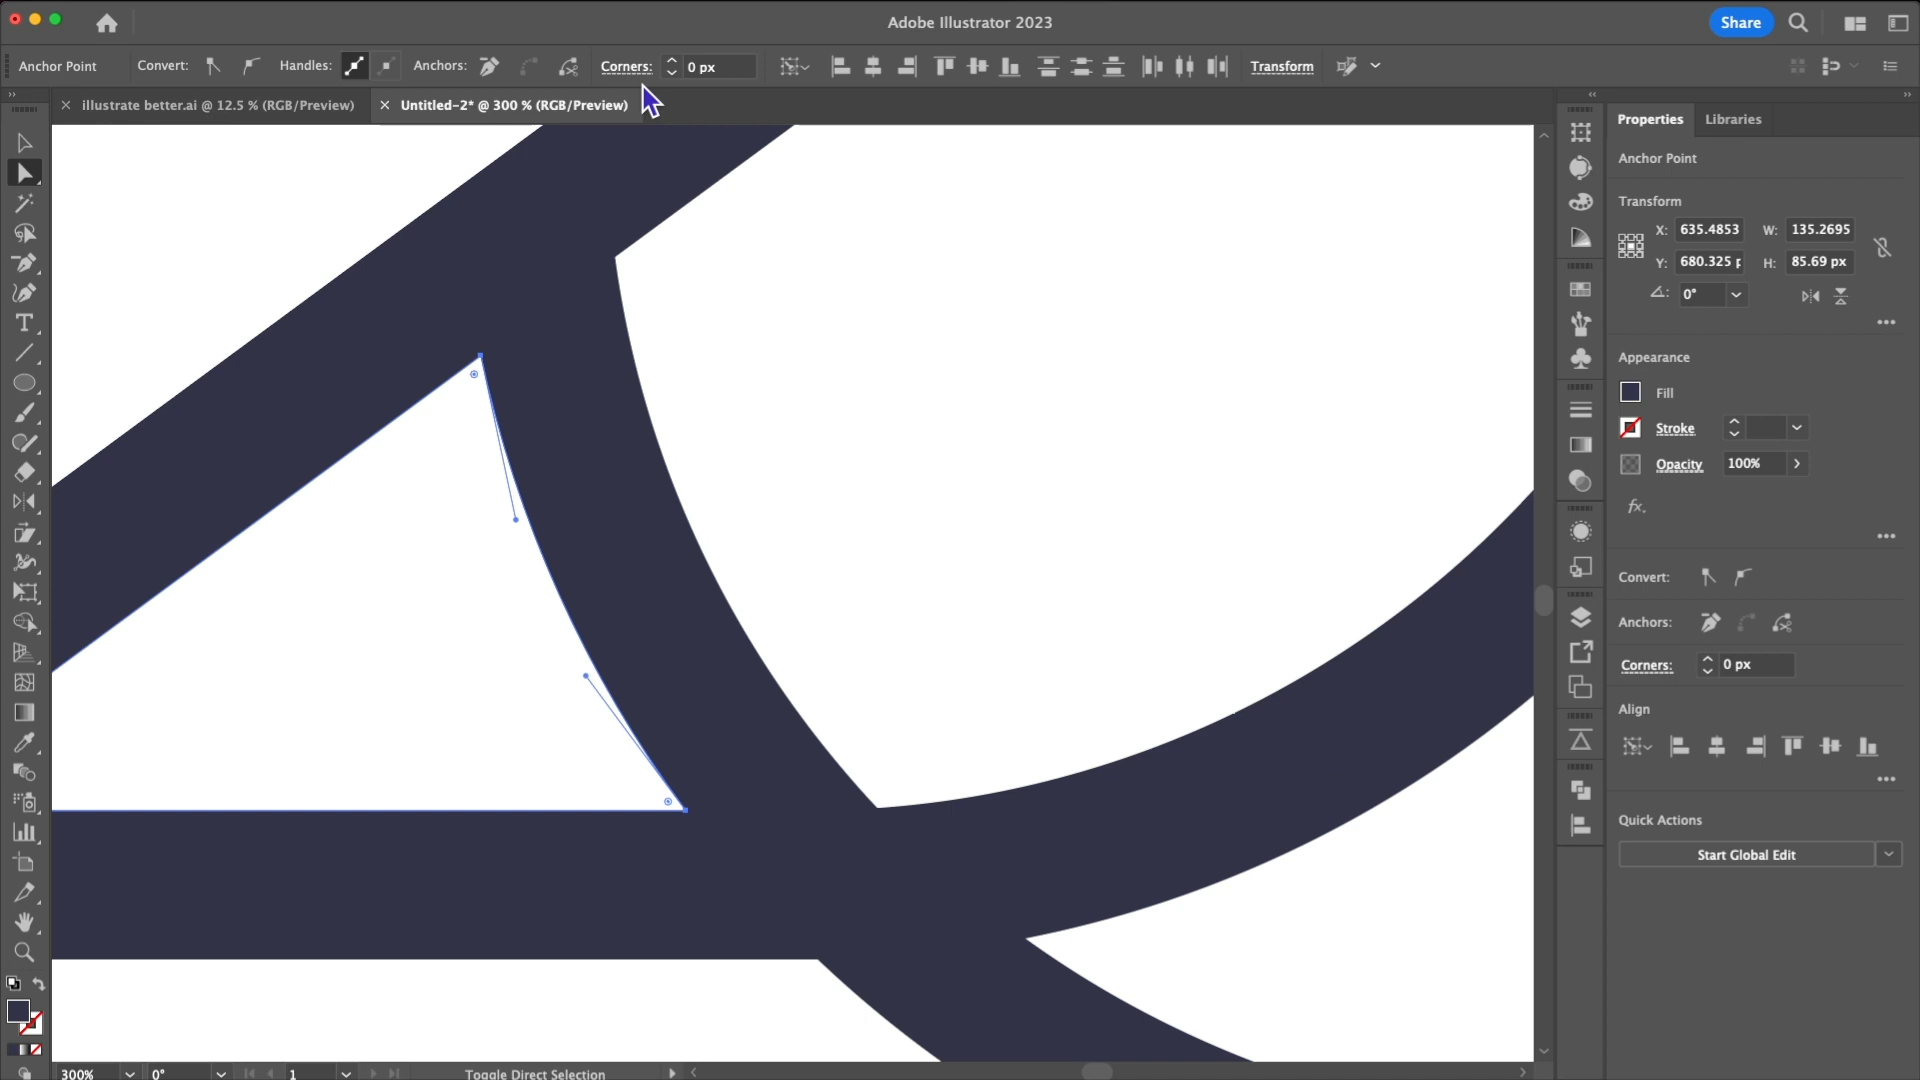 Adobe Illustrator 2023
Share
Anchor Point
Convert:
Handles:
Anchors:
Corners:
0 px
Transform
illustrate better.ai @ 12.5 % (RGB/Preview)
Untitled-2* @ 300 % (RGB/Preview)
Properties
Libraries
Anchor Point
Transform
X: 635.4853
W: 135.2695
Y: 680.325 p
H: 85.69 px
0°
Appearance
Fill
Stroke
Opacity
100%
fx.
Convert:
Anchors:
Corners:
0 px
Align
Quick Actions
Start Global Edit
300%
0°
1
Toggle Direct Selection